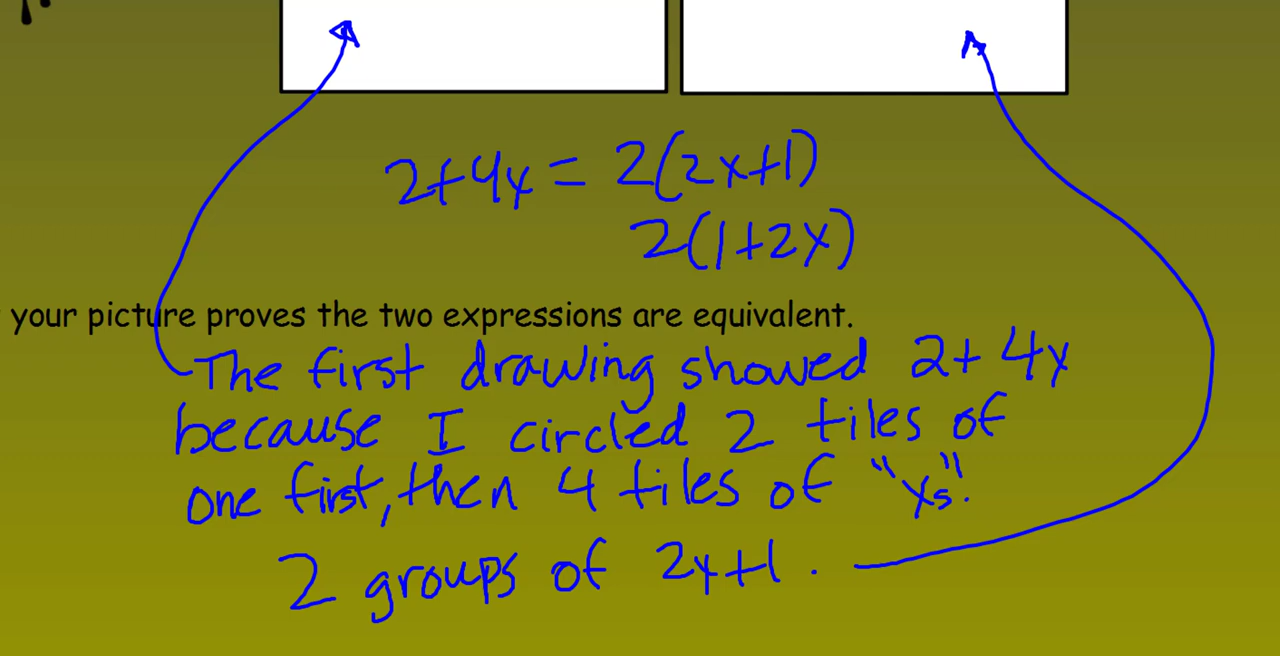 2+4x = 2(2x+1)
2(1+2x)
your picture proves the two expressions are equivalent.
The first drawing showed 2+4x
because I circled 2 tiles of
one first, then 4 tiles of "xs".
2 groups of 2x+1.